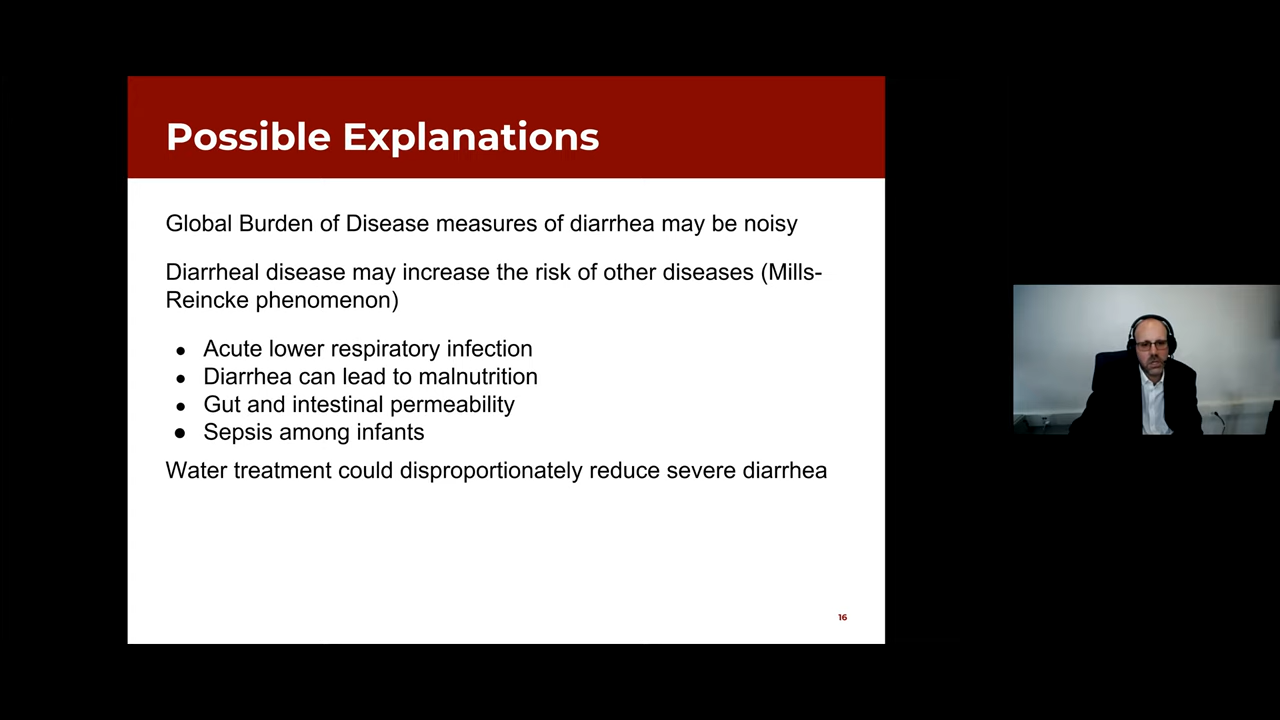 Possible Explanations
Global Burden of Disease measures of diarrhea may be noisy
Diarrheal disease may increase the risk of other diseases (Mills-
Reincke phenomenon)
● Acute lower respiratory infection
● Diarrhea can lead to malnutrition
● Gut and intestinal permeability
● Sepsis among infants
Water treatment could disproportionately reduce severe diarrhea
16